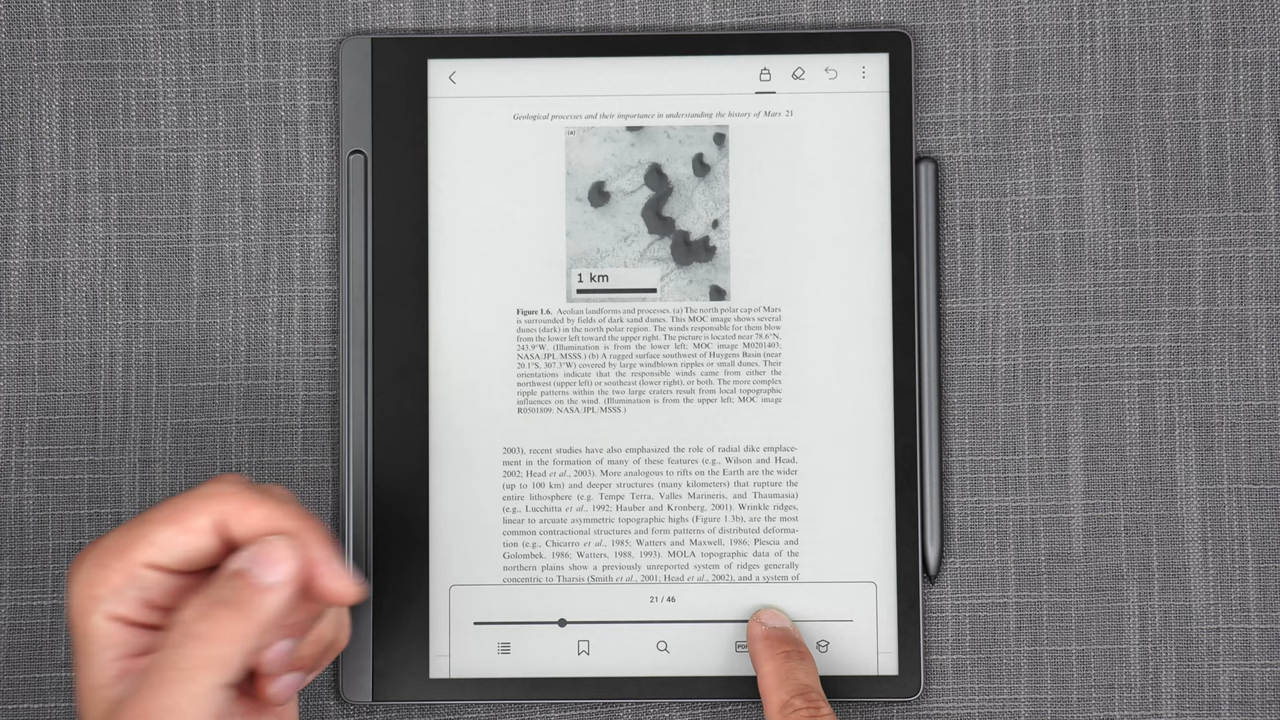 Geological processes and their importance in understanding the history of Mars 21
(a)
1 km
Figure 1.6. Aeolian landforms and processes. (a) The north polar cap of Mars
is surrounded by fields of dark sand dunes. This MOC image shows several
dunes (dark) in the north polar region. The winds responsible for them blow
from the lower left toward the upper right. The picture is located near 78.6°N,
243.9°W. (Illumination is from the lower left; MOC image M0201403;
NASA/JPL/MSSS.) (b) A rugged surface southwest of Huygens Basin (near
20.1°S, 307.3°W) covered by large windblown ripples or small dunes. Their
orientations indicate that the responsible winds came from either the
northwest (upper left) or southeast (lower right), or both. The more complex
ripple patterns within the two large craters result from local topographic
influences on the wind. (Illumination is from the upper left; MOC image
R0501809: NASA/JPL/MSSS.)
2003), recent studies have also emphasized the role of radial dike emplace-
ment in the formation of many of these features (e.g., Wilson and Head,
2002; Head et al., 2003). More analogous to rifts on the Earth are the wider
(up to 100 km) and deeper structures (many kilometers) that rupture the
entire lithosphere (e.g. Tempe Terra, Valles Marineris, and Thaumasia)
(e.g., Lucchitta et al., 1992; Hauber and Kronberg, 2001). Wrinkle ridges,
linear to arcuate asymmetric topographic highs (Figure 1.3b), are the most
common contractional structures and form patterns of distributed deforma-
tion (e.g., Chicarro et al., 1985; Watters and Maxwell, 1986; Plescia and
Golombek, 1986; Watters, 1988, 1993). MOLA topographic data of the
northern plains show a previously unreported system of ridges generally
concentric to Tharsis (Smith et al., 2001; Head et al., 2002), and a system of
21 / 46
PDF